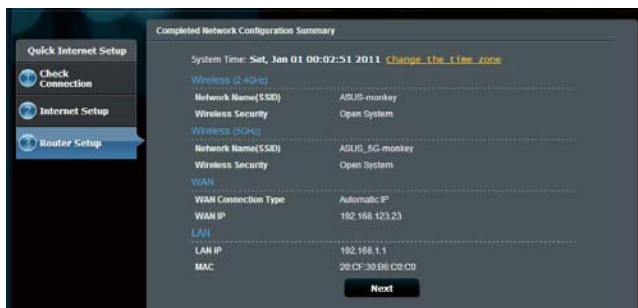 Completed Network Configuration Summary
Quick Internet Setup
1 Check Connection
2 Internet Setup
3 Router Setup
System Time: Sat, Jan 01 00:02:51 2011 Change the time zone
Wireless (2.4GHz)
Network Name(SSID) ASUS-monkey
Wireless Security Open System
Wireless (5GHz)
Network Name(SSID) ASUS_5G-monkey
Wireless Security Open System
WAN
WAN Connection Type Automatic IP
WAN IP 192.168.123.23
LAN
LAN IP 192.168.1.1
MAC 20:CF:30:B6:C0:C0
Next